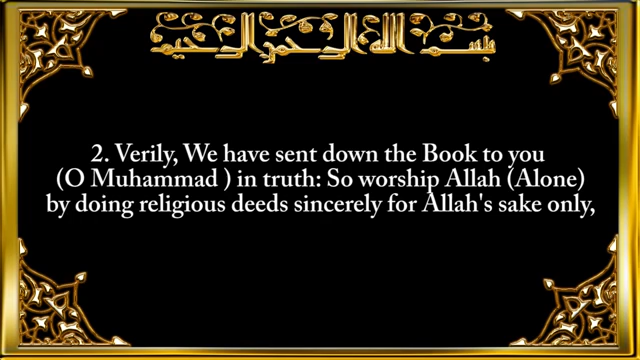 بسم الله الرحمن الرحيم
2. Verily, We have sent down the Book to you
(O Muhammad ) in truth: So worship Allah (Alone)
by doing religious deeds sincerely for Allah's sake only,